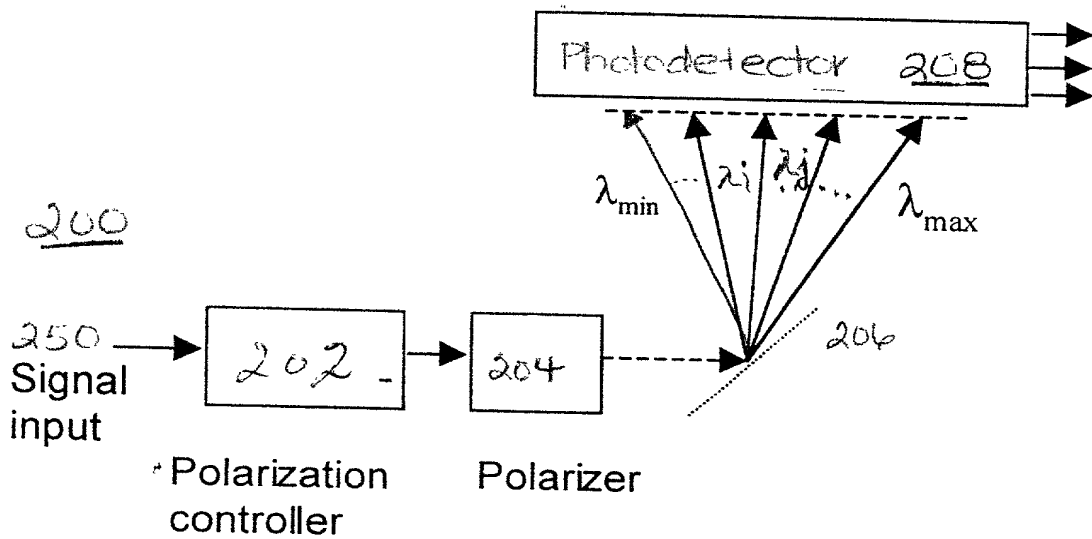 Photodetector 208
λmin λi λj λmax
200
250
Signal
input
202
204
206
Polarization
controller
Polarizer